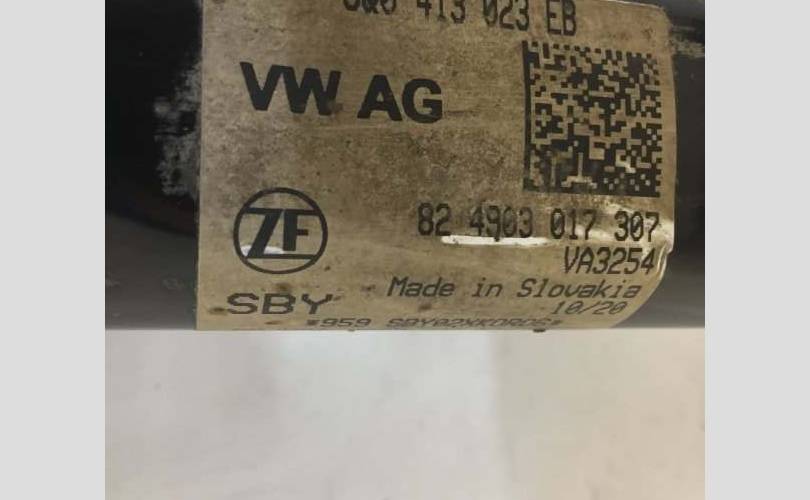 413 023 EB
VW AG
82 4903 017 307
VA3254
ZF
Made in Slovakia
SBY
10/20